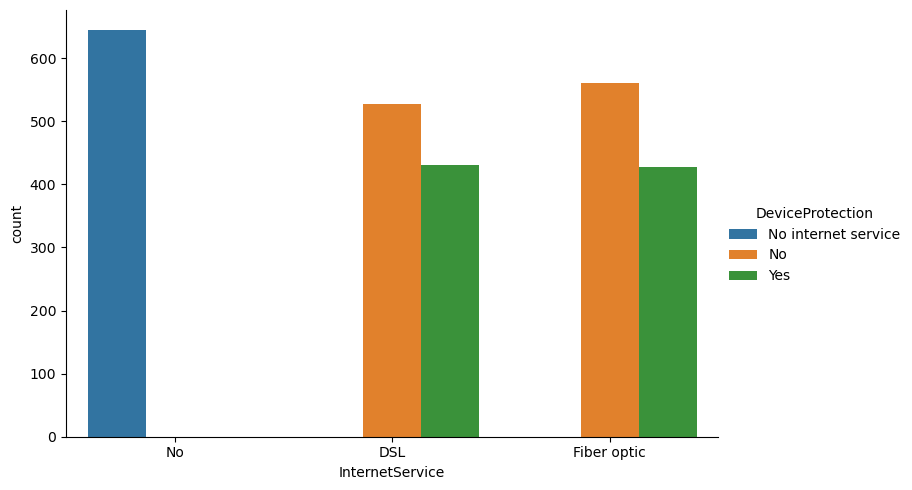 600
500
400
300
200
100
0
count
No
DSL
Fiber optic
InternetService
DeviceProtection
No internet service
No
Yes